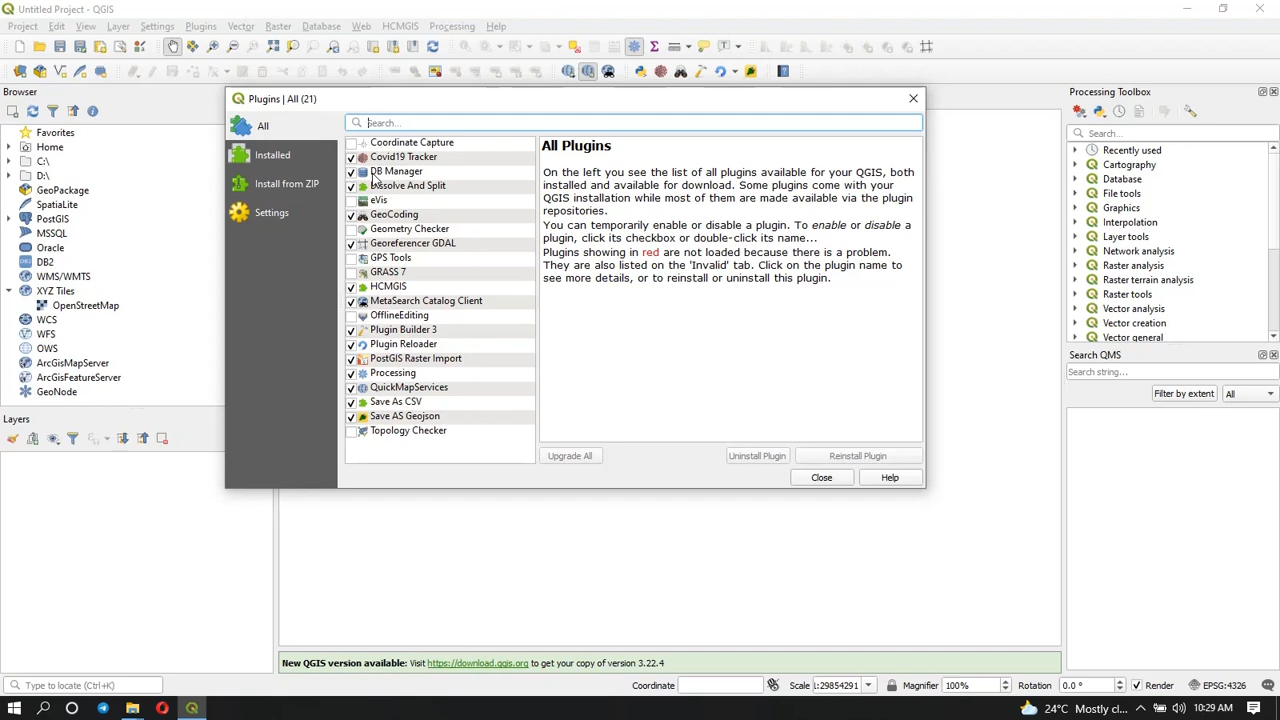 Untitled Project - QGIS
Project Edit View Layer Settings Plugins Vector Raster Database Web HCMGIS Processing Help
Browser
Favorites
Home
C:\
D:\
GeoPackage
SpatiaLite
PostGIS
MSSQL
Oracle
DB2
WMS/WMTS
XYZ Tiles
OpenStreetMap
WCS
WFS
OWS
ArcGisMapServer
ArcGisFeatureServer
GeoNode
Layers
Plugins | All (21)
All
Installed
Install from ZIP
Settings
Search...
Coordinate Capture
Covid19 Tracker
DB Manager
Dissolve And Split
eVis
GeoCoding
Geometry Checker
Georeferencer GDAL
GPS Tools
GRASS 7
HCMGIS
MetaSearch Catalog Client
OfflineEditing
Plugin Builder 3
Plugin Reloader
PostGIS Raster Import
Processing
QuickMapServices
Save As CSV
Save AS Geojson
Topology Checker
All Plugins
On the left you see the list of all plugins available for your QGIS, both
installed and available for download. Some plugins come with your
QGIS installation while most of them are made available via the plugin
repositories.
You can temporarily enable or disable a plugin. To enable or disable a
plugin, click its checkbox or double-click its name...
Plugins showing in red are not loaded because there is a problem.
They are also listed on the 'Invalid' tab. Click on the plugin name to
see more details, or to reinstall or uninstall this plugin.
Upgrade All
Uninstall Plugin
Reinstall Plugin
Close
Help
Processing Toolbox
Search...
Recently used
Cartography
Database
File tools
Graphics
Interpolation
Layer tools
Network analysis
Raster analysis
Raster terrain analysis
Raster tools
Vector analysis
Vector creation
Vector general
Search QMS
Search string...
Filter by extent
All
New QGIS version available: Visit https://download.qgis.org to get your copy of version 3.22.4
Type to locate (Ctrl+K)
Coordinate
Scale
1:29854291
Magnifier
100%
Rotation
0.0 °
Render
EPSG:4326
24°C Mostly cl...
10:29 AM